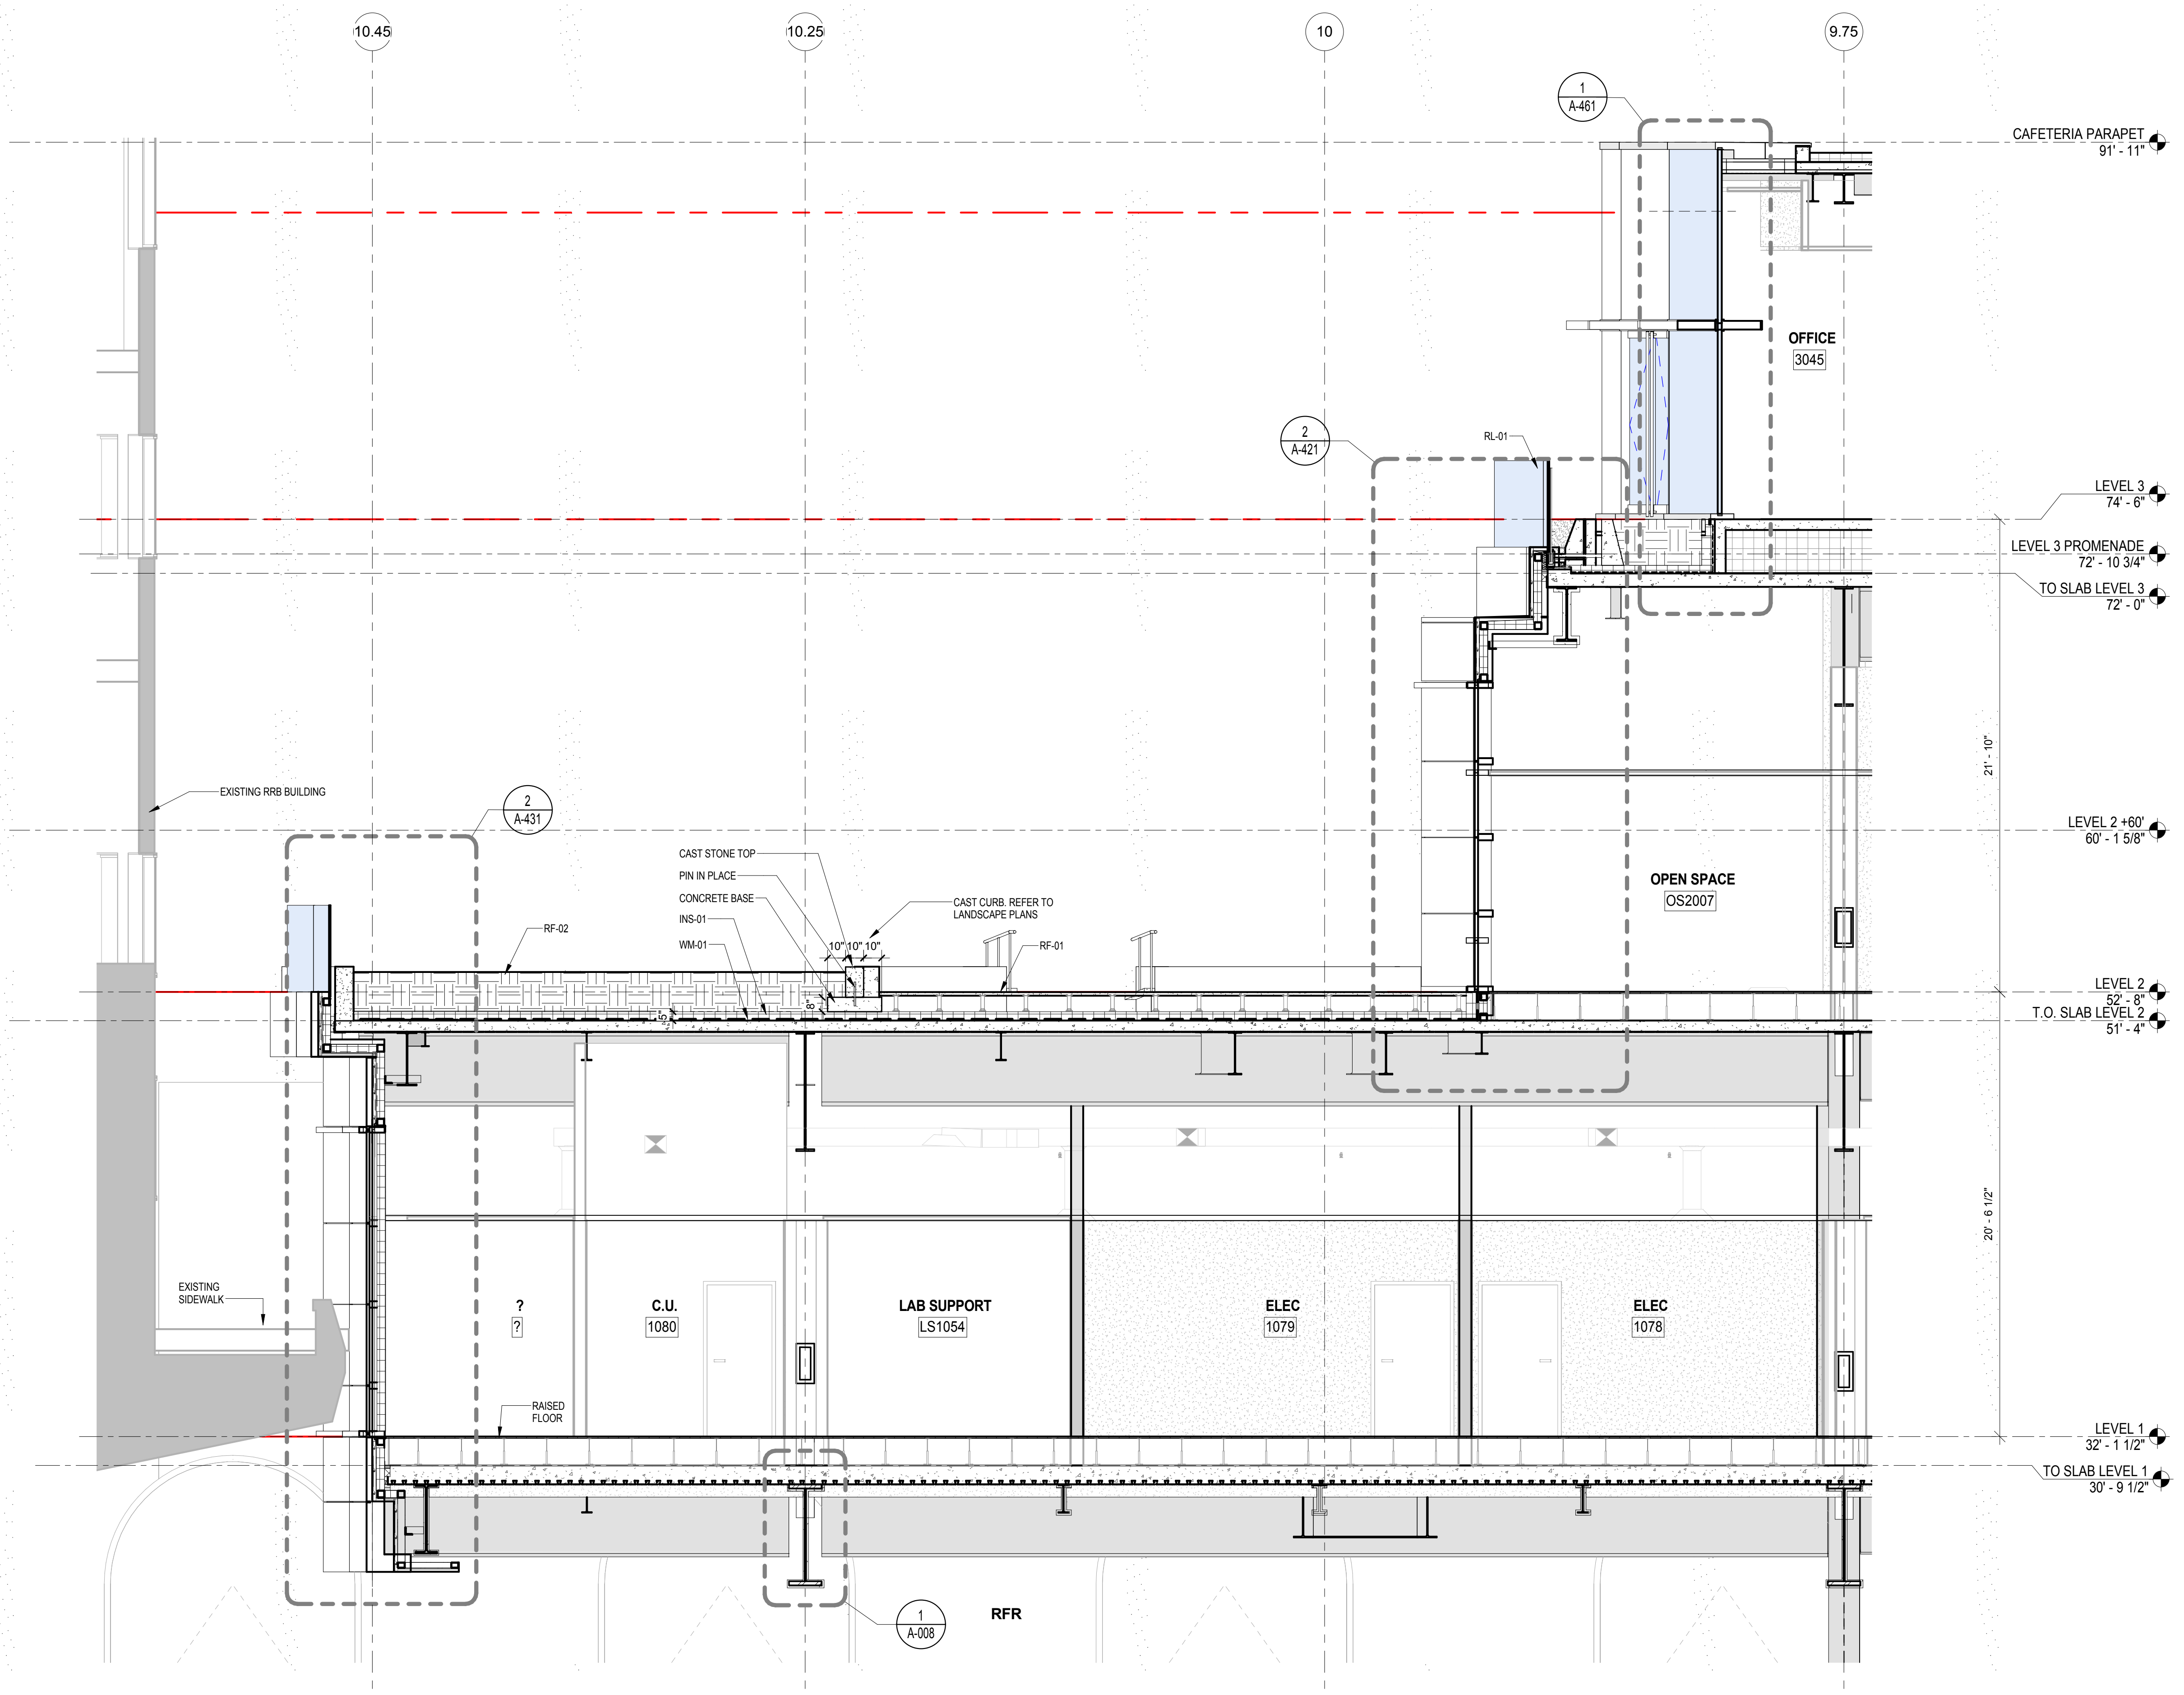 10.45
10.25
10
9.75
1
A-461
CAFETERIA PARAPET
91' - 11"
OFFICE
3045
2
A-421
RL-01
LEVEL 3
74' - 6"
LEVEL 3 PROMENADE
72' - 10 3/4"
TO SLAB LEVEL 3
72' - 0"
21' - 10"
EXISTING RRB BUILDING
2
A-431
LEVEL 2 +60'
60' - 1 5/8"
CAST STONE TOP
PIN IN PLACE
CONCRETE BASE
INS-01
WM-01
CAST CURB. REFER TO
LANDSCAPE PLANS
OPEN SPACE
OS2007
RF-02
10" 10" 10"
RF-01
8"
5"
LEVEL 2
52' - 8"
T.O. SLAB LEVEL 2
51' - 4"
20' - 6 1/2"
EXISTING
SIDEWALK
?
?
C.U.
1080
LAB SUPPORT
LS1054
ELEC
1079
ELEC
1078
RAISED
FLOOR
LEVEL 1
32' - 1 1/2"
TO SLAB LEVEL 1
30' - 9 1/2"
1
A-008
RFR